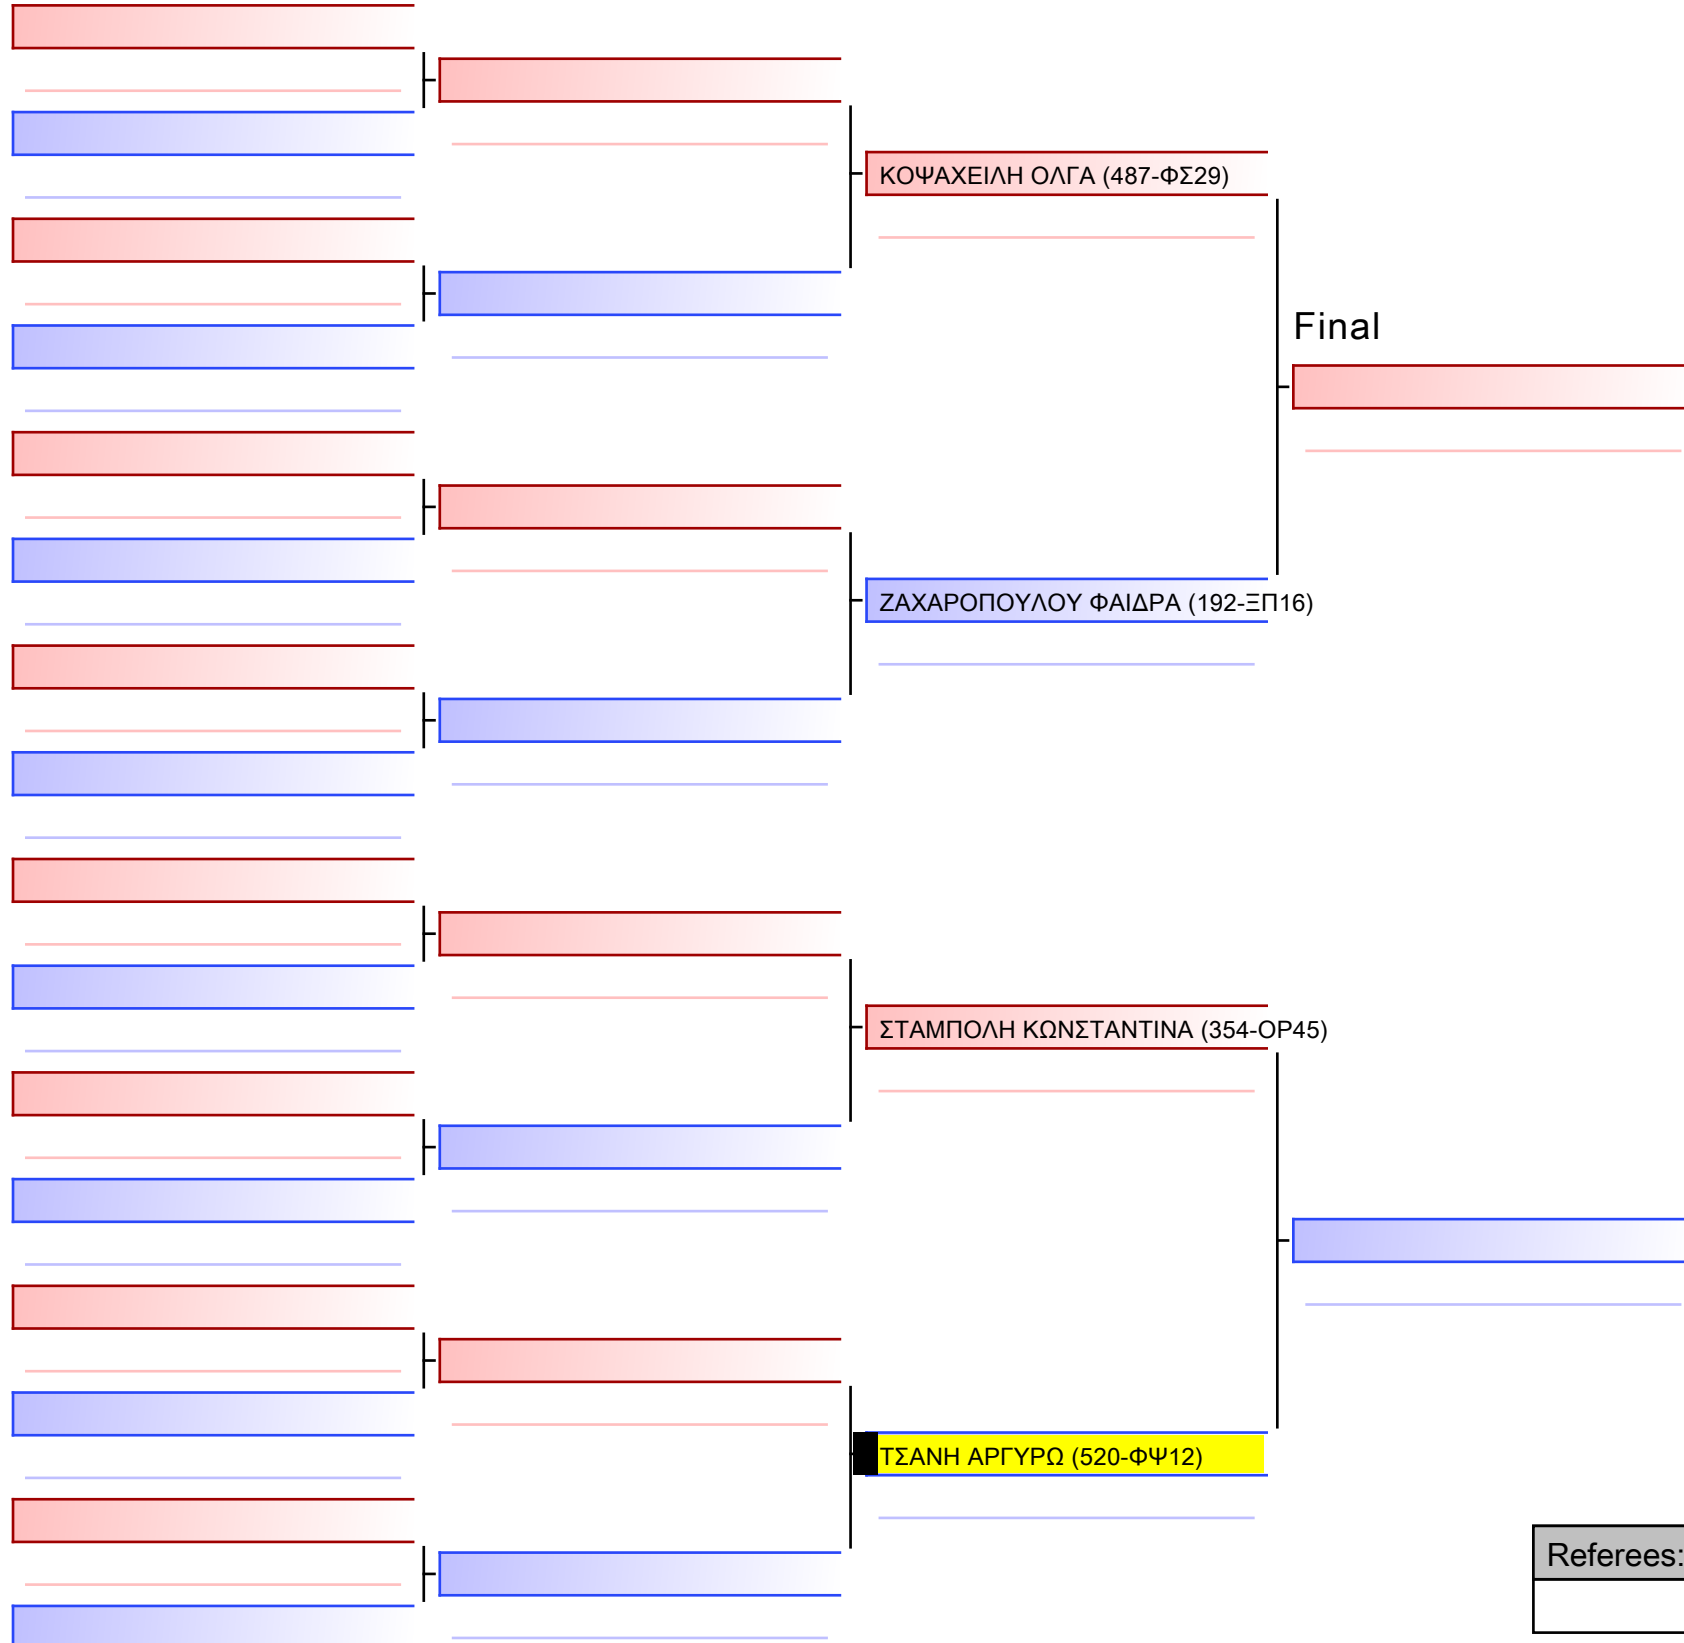 ΚΟΨΑΧΕΙΛΗ ΟΛΓΑ (487-ΦΣ29)
Final
ΖΑΧΑΡΟΠΟΥΛΟΥ ΦΑΙΔΡΑ (192-ΞΠ16)
ΣΤΑΜΠΟΛΗ ΚΩΝΣΤΑΝΤΙΝΑ (354-ΟΡ45)
ΤΣΑΝΗ ΑΡΓΥΡΩ (520-ΦΨ12)
Referees: